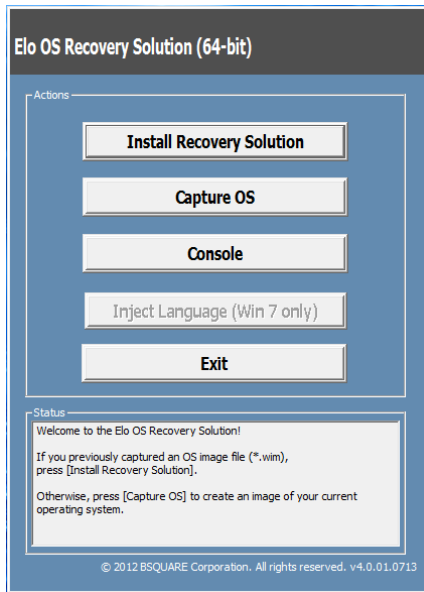 Elo OS Recovery Solution (64-bit)
Actions
Install Recovery Solution
Capture OS
Console
Inject Language (Win 7 only)
Exit
Status
Welcome to the Elo OS Recovery Solution!
If you previously captured an OS image file (*.wim),
press [Install Recovery Solution].
Otherwise, press [Capture OS] to create an image of your current
operating system.
© 2012 BSQUARE Corporation. All rights reserved. v4.0.01.0713